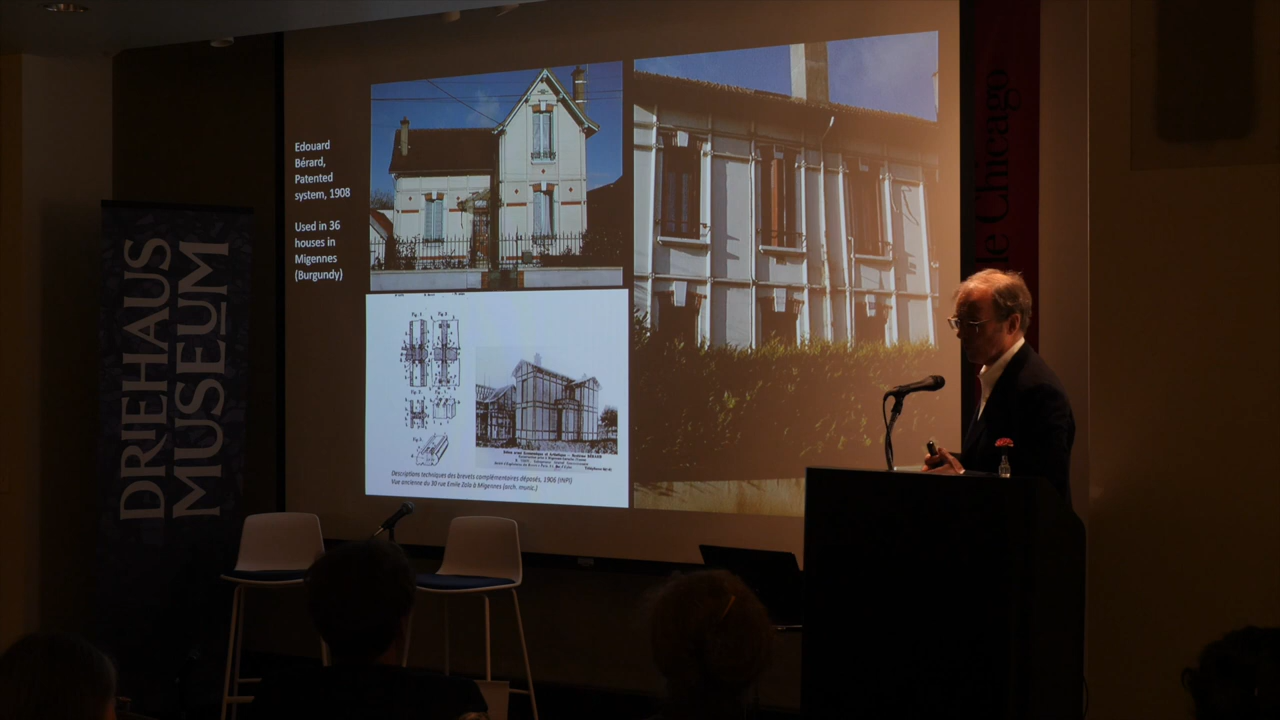 Edouard
Bérard,
Patented
system, 1908
Used in 36
houses in
Migennes
(Burgundy)
Descriptions techniques des brevets complémentaires déposés, 1906 (INPI)
Vue ancienne du 30 rue Emile Zola à Migennes (arch. munic.)
DRIEHAUS
MUSEUM
Chicago